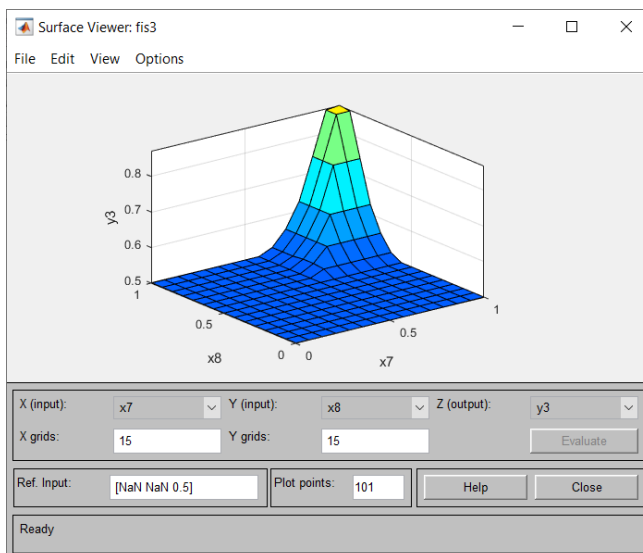 Surface Viewer: fis3
File Edit View Options
0.8
0.7
0.6
0.5
y3
1
0.5
0
x8
0
0.5
1
x7
X (input): x7 Y (input): x8 Z (output): y3
X grids: 15 Y grids: 15 Evaluate
Ref. Input: [NaN NaN 0.5] Plot points: 101 Help Close
Ready